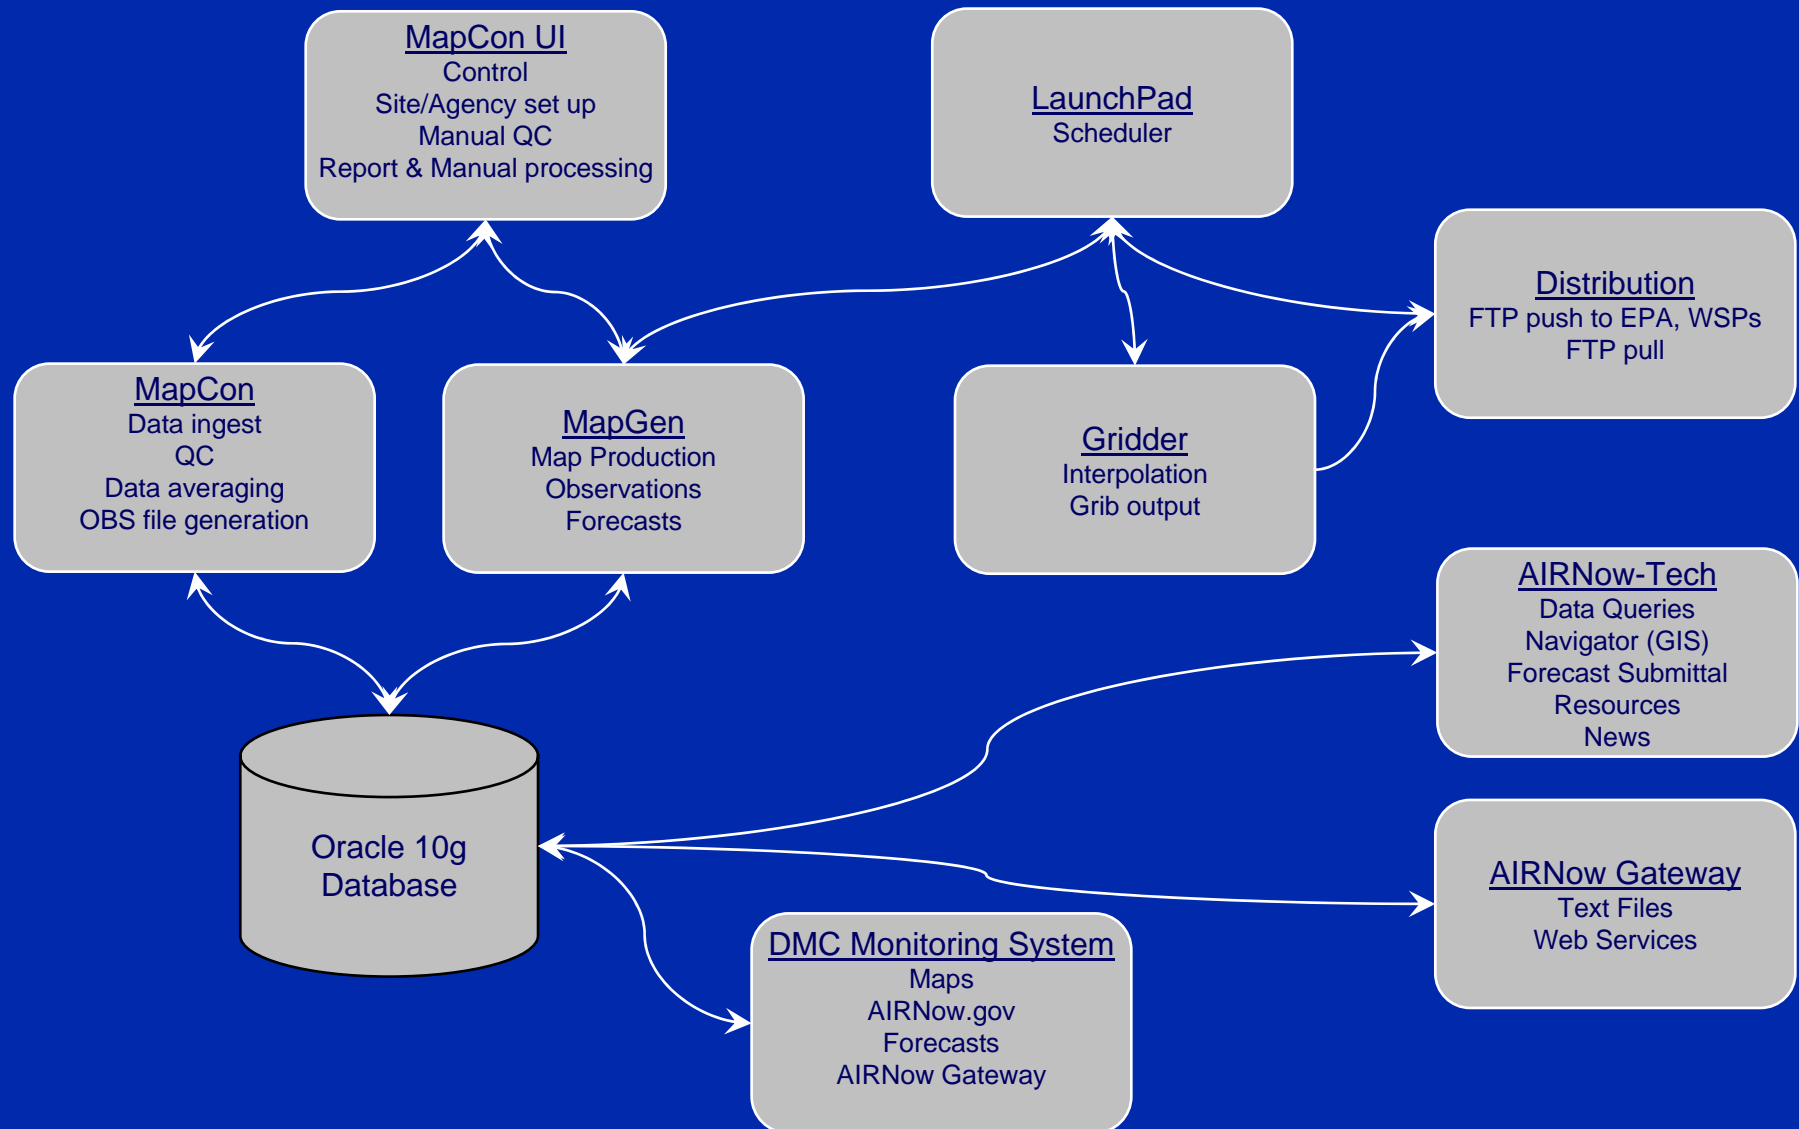 MapCon UI
Control
Site/Agency set up
Manual QC
Report & Manual processing
LaunchPad
Scheduler
Distribution
FTP push to EPA, WSPs
FTP pull
MapCon
Data ingest
QC
Data averaging
OBS file generation
MapGen
Map Production
Observations
Forecasts
Gridder
Interpolation
Grib output
AIRNow-Tech
Data Queries
Navigator (GIS)
Forecast Submittal
Resources
News
Oracle 10g
Database
AIRNow Gateway
Text Files
Web Services
DMC Monitoring System
Maps
AIRNow.gov
Forecasts
AIRNow Gateway